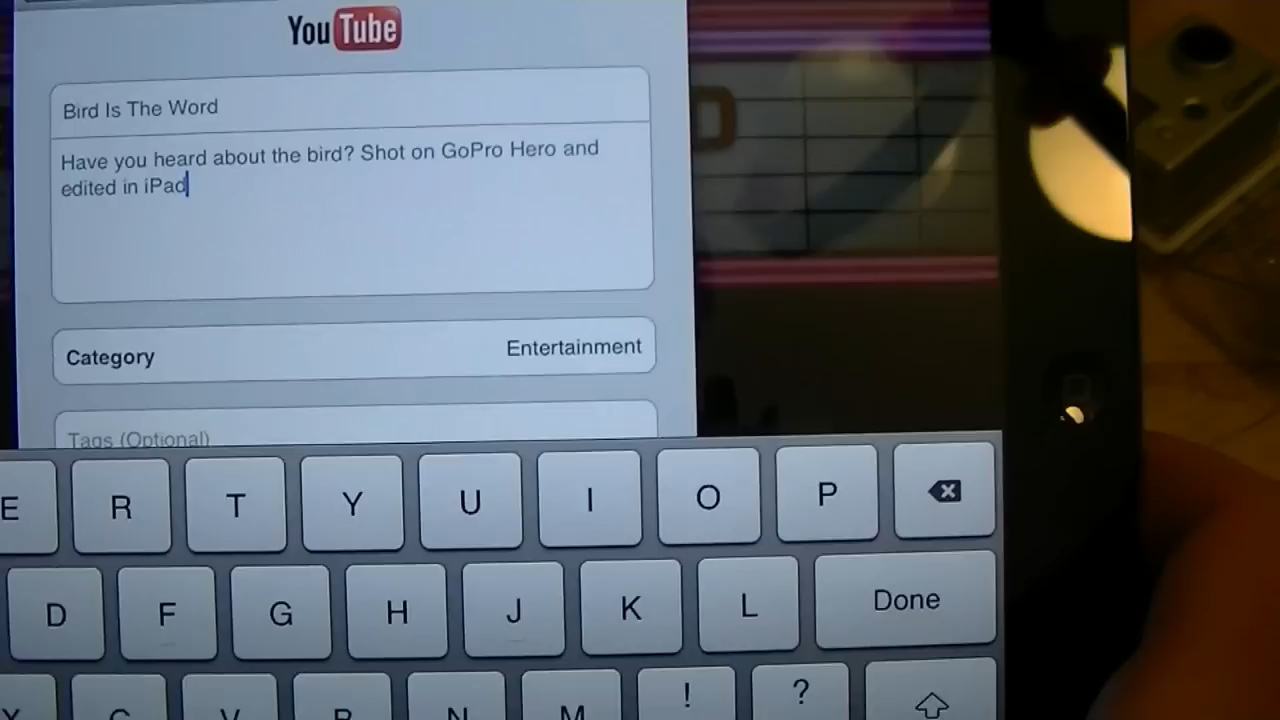 YouTube
Bird Is The Word
Have you heard about the bird? Shot on GoPro Hero and
edited in iPad
Category Entertainment
Tags (Optional)
E R T Y U I O P
D F G H J K L Done
X C V B N M ! ?